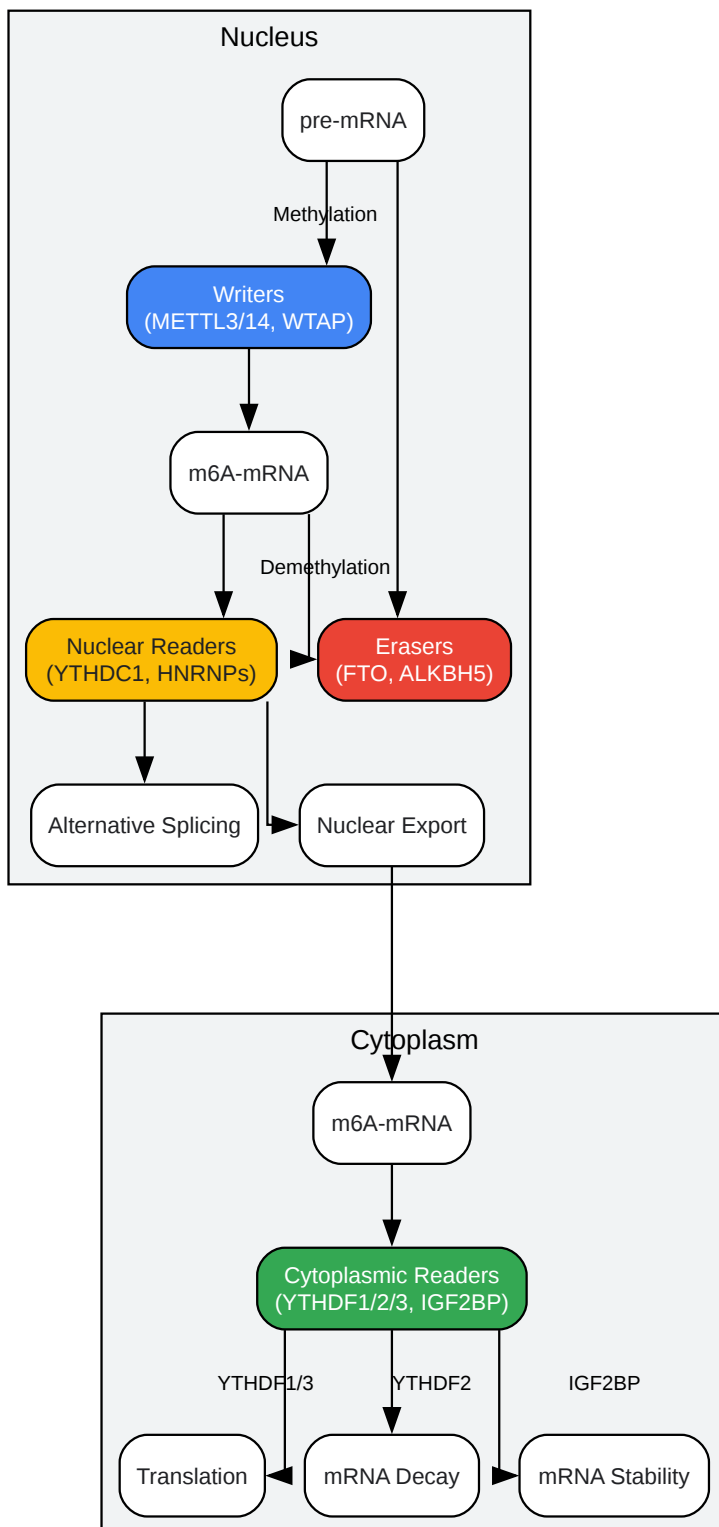 Nucleus
pre-mRNA
Methylation
Writers
(METTL3/14, WTAP)
m6A-mRNA
Demethylation
Nuclear Readers
(YTHDC1, HNRNPs)
Erasers
(FTO, ALKBH5)
Alternative Splicing
Nuclear Export
Cytoplasm
m6A-mRNA
Cytoplasmic Readers
(YTHDF1/2/3, IGF2BP)
YTHDF1/3
YTHDF2
IGF2BP
Translation
mRNA Decay
mRNA Stability